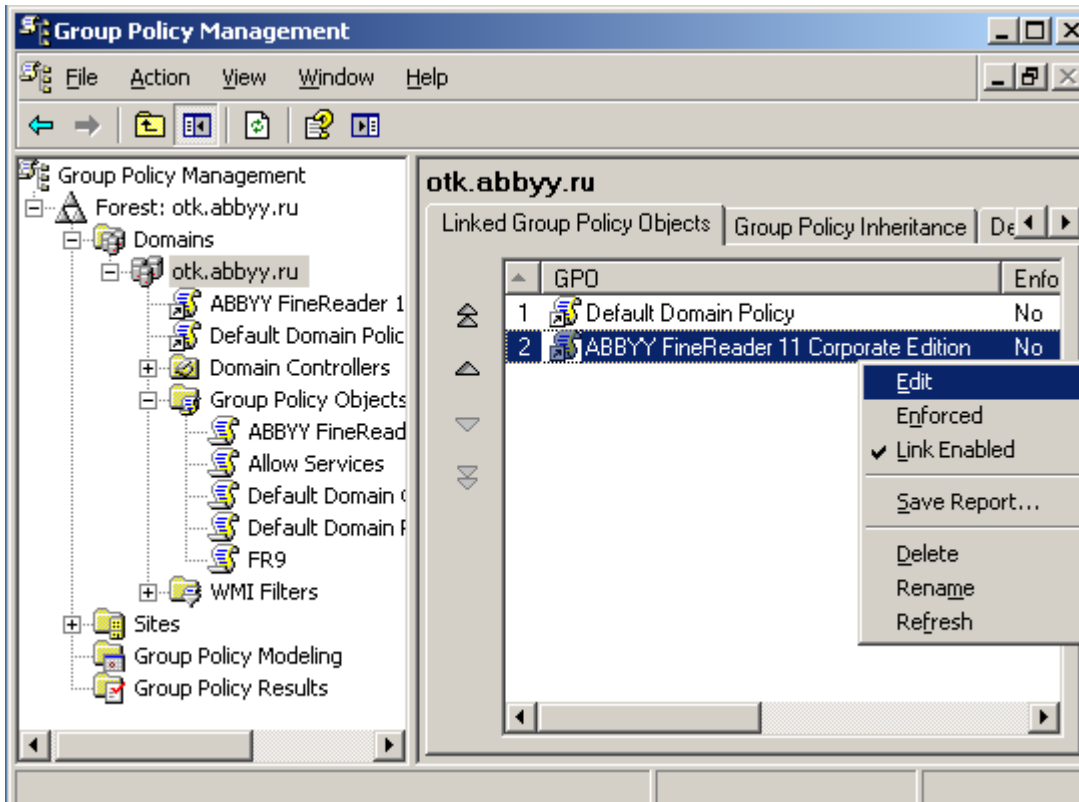 Group Policy Management
File Action View Window Help
Group Policy Management
Forest: otk.abbyy.ru
Domains
otk.abbyy.ru
ABBYY FineReader 1
Default Domain Polic
Domain Controllers
Group Policy Objects
ABBYY FineRead
Allow Services
Default Domain
Default Domain
FR9
WMI Filters
Sites
Group Policy Modeling
Group Policy Results
otk.abbyy.ru
Linked Group Policy Objects Group Policy Inheritance De
GPO Enfo
1 Default Domain Policy No
2 ABBYY FineReader 11 Corporate Edition No
Edit
Enforced
Link Enabled
Save Report...
Delete
Rename
Refresh